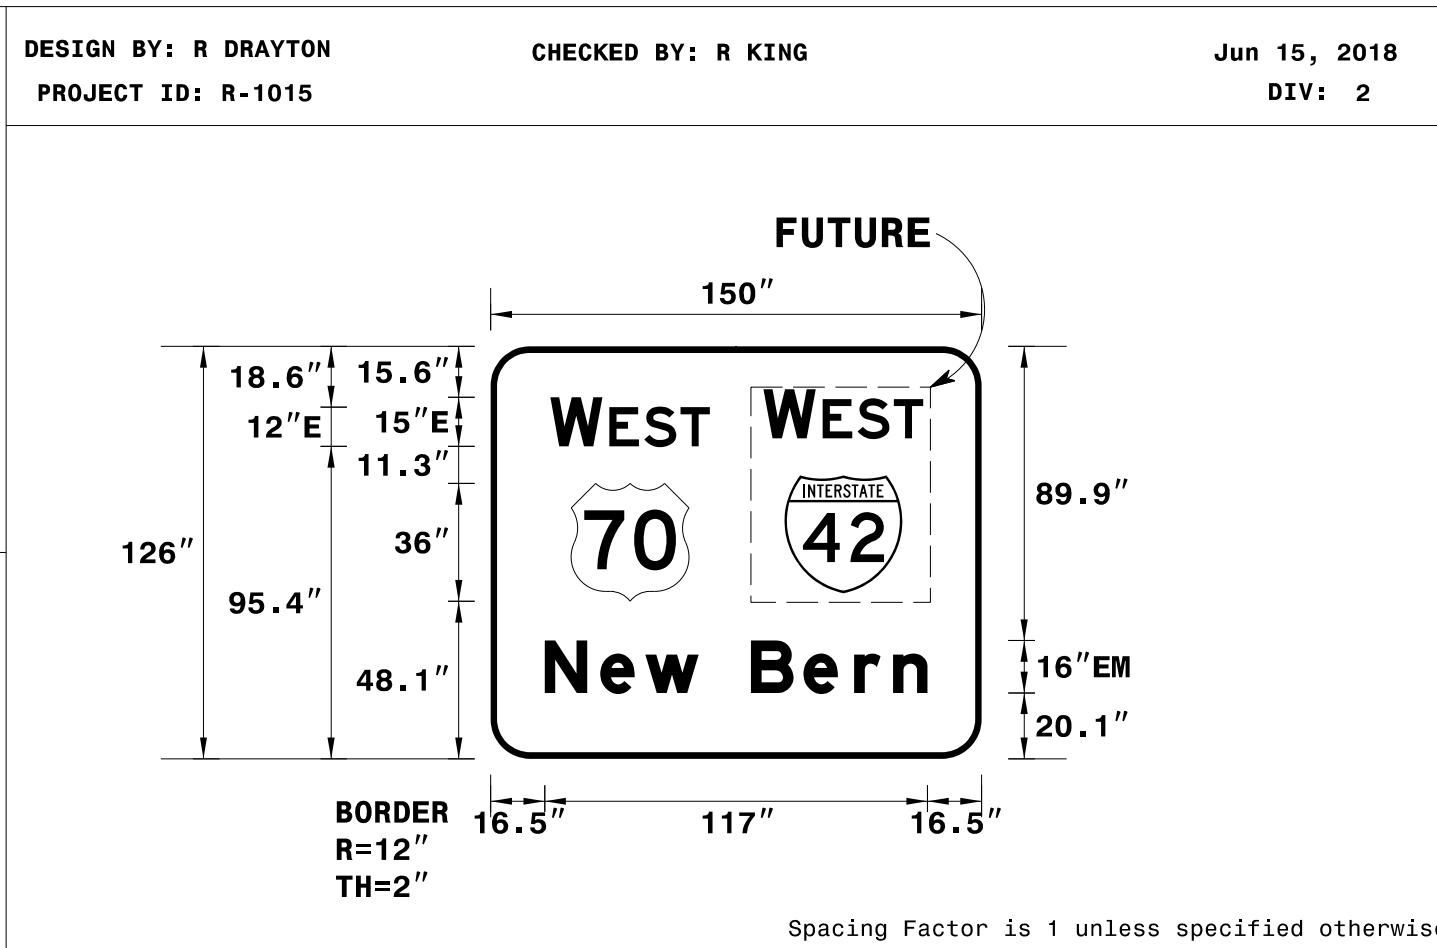 DESIGN BY: R DRAYTON
CHECKED BY: R KING
Jun 15, 2018
PROJECT ID: R-1015
DIV: 2
FUTURE
150"
18.6"
15.6"
12"E
15"E
11.3"
36"
126"
95.4"
48.1"
WEST
WEST
INTERSTATE
70
42
New Bern
89.9"
16"EM
20.1"
16.5"
117"
16.5"
BORDER
R=12"
TH=2"
Spacing Factor is 1 unless specified otherwise